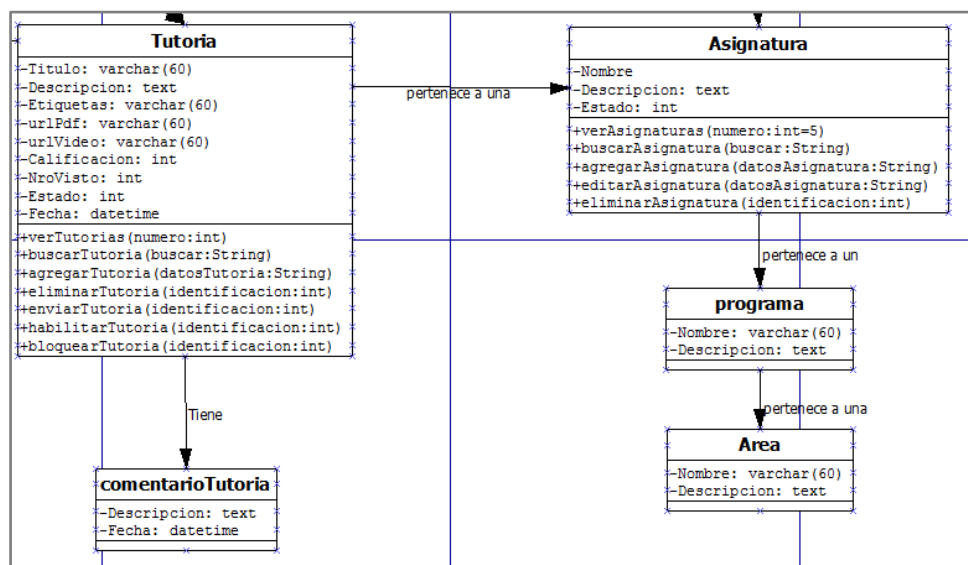 Tutoria
-Titulo: varchar(60)
-Descripcion: text
-Etiquetas: varchar(60)
-urlPdf: varchar(60)
-urlVideo: varchar(60)
-Calificacion: int
-NroVisto: int
-Estado: int
-Fecha: datetime
+verTutorias(numero:int)
+buscarTutoria(buscar:String)
+agregarTutoria(datosTutoria:String)
+eliminarTutoria(identificacion:int)
+enviarTutoria(identificacion:int)
+habilitarTutoria(identificacion:int)
+bloquearTutoria(identificacion:int)
pertenece a una
Asignatura
-Nombre
-Descripcion: text
-Estado: int
+verAsignaturas(numero:int=5)
+buscarAsignatura(buscar:String)
+agregarAsignatura(datosAsignatura:String)
+editarAsignatura(datosAsignatura:String)
+eliminarAsignatura(identificacion:int)
pertenece a un
programa
-Nombre: varchar(60)
-Descripcion: text
pertenece a una
Area
-Nombre: varchar(60)
-Descripcion: text
Tiene
comentarioTutoria
-Descripcion: text
-Fecha: datetime